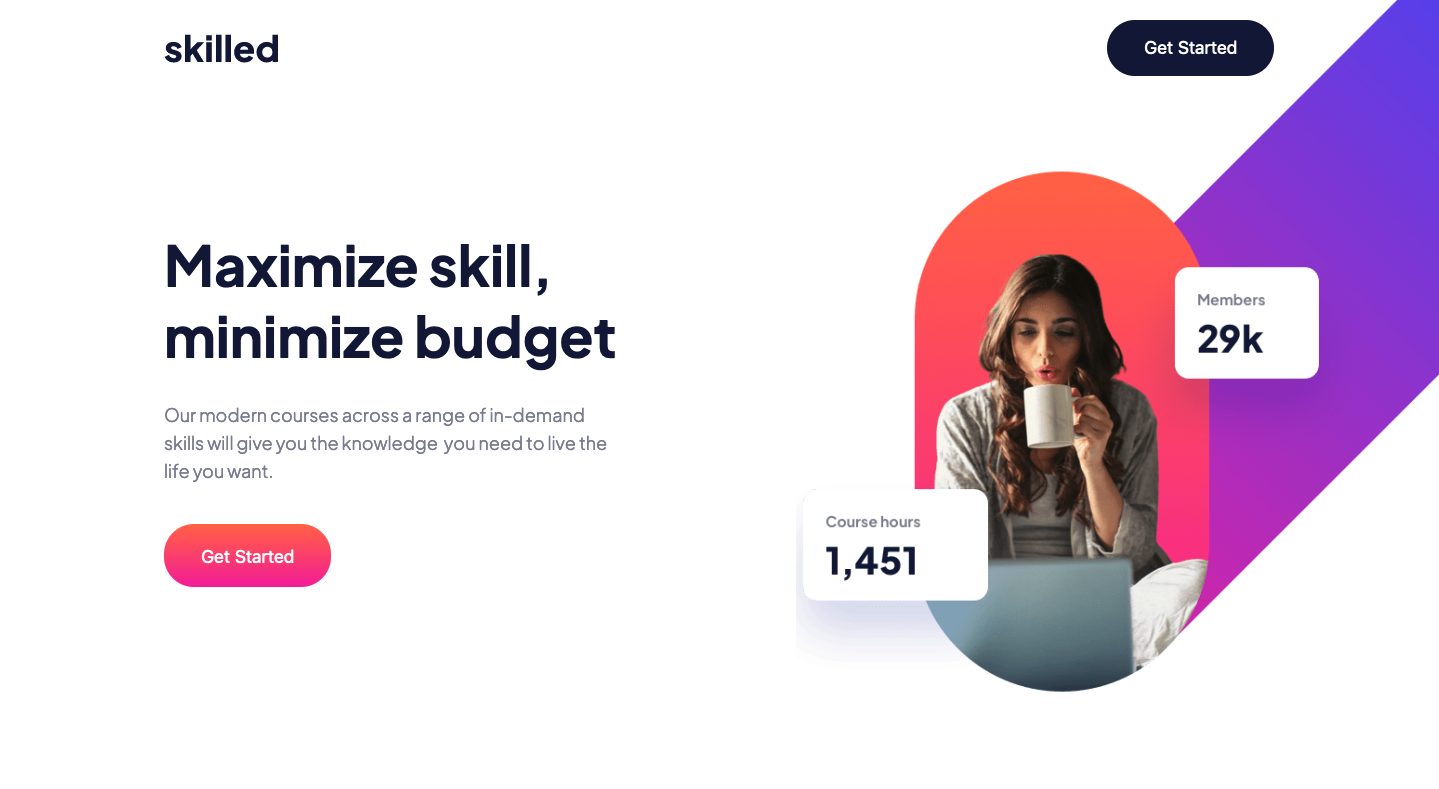 skilled
Get Started
Maximize skill,
minimize budget
Our modern courses across a range of in-demand
skills will give you the knowledge you need to live the
life you want.
Get Started
Members
29k
Course hours
1,451